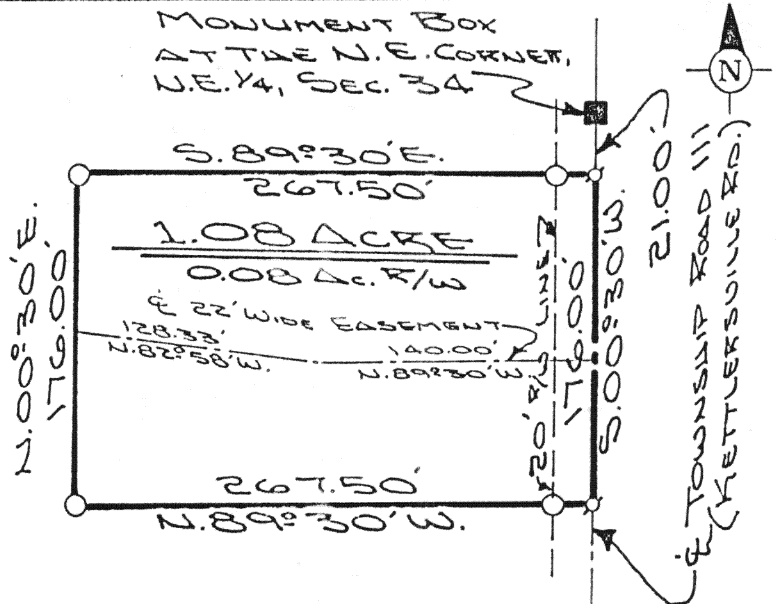 MONUMENT BOX
AT THE N.E. CORNER,
N.E. 1/4, SEC. 34
N
S. 89° 30' E.
267.50'
1.08 ACRE
0.08 AC. R/W
℄ 22' WIDE EASEMENT
128.33'
N. 82° 58' W.
140.00'
N. 89° 30' W.
267.50'
N. 89° 30' W.
N. 00° 30' E.
176.00'
20' R/W LINE
176.00'
S. 00° 30' W.
21.00'
℄ TOWNSHIP ROAD 111
(KETTLERSVILLE RD.)